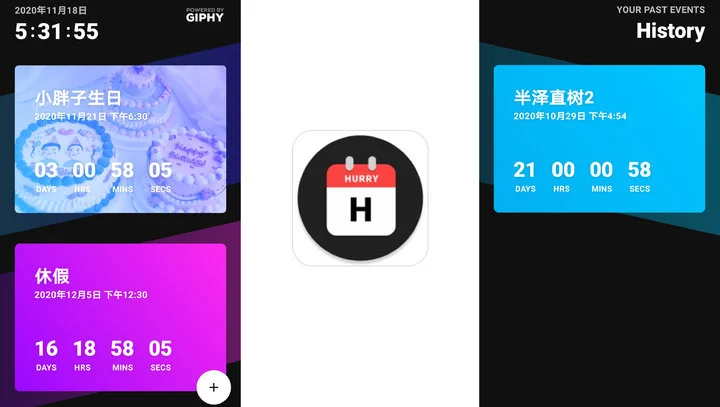 2020年11月18日
5:31:55
POWERED BY
GIPHY
小胖子生日
2020年11月21日 下午6:30
03 00 58 05
DAYS HRS MINS SECS
休假
2020年12月5日 下午12:30
16 18 58 05
DAYS HRS MINS SECS
+
HURRY
H
YOUR PAST EVENTS
History
半泽直树2
2020年10月29日 下午4:54
21 00 00 58
DAYS HRS MINS SECS